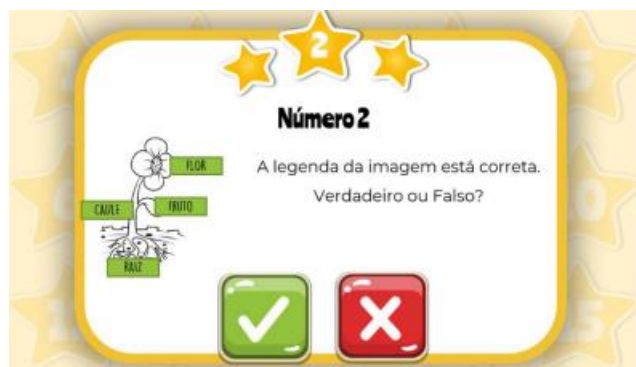 2
Número 2
A legenda da imagem está correta.
Verdadeiro ou Falso?
FLOR
CAULE
FRUTO
RAIZ